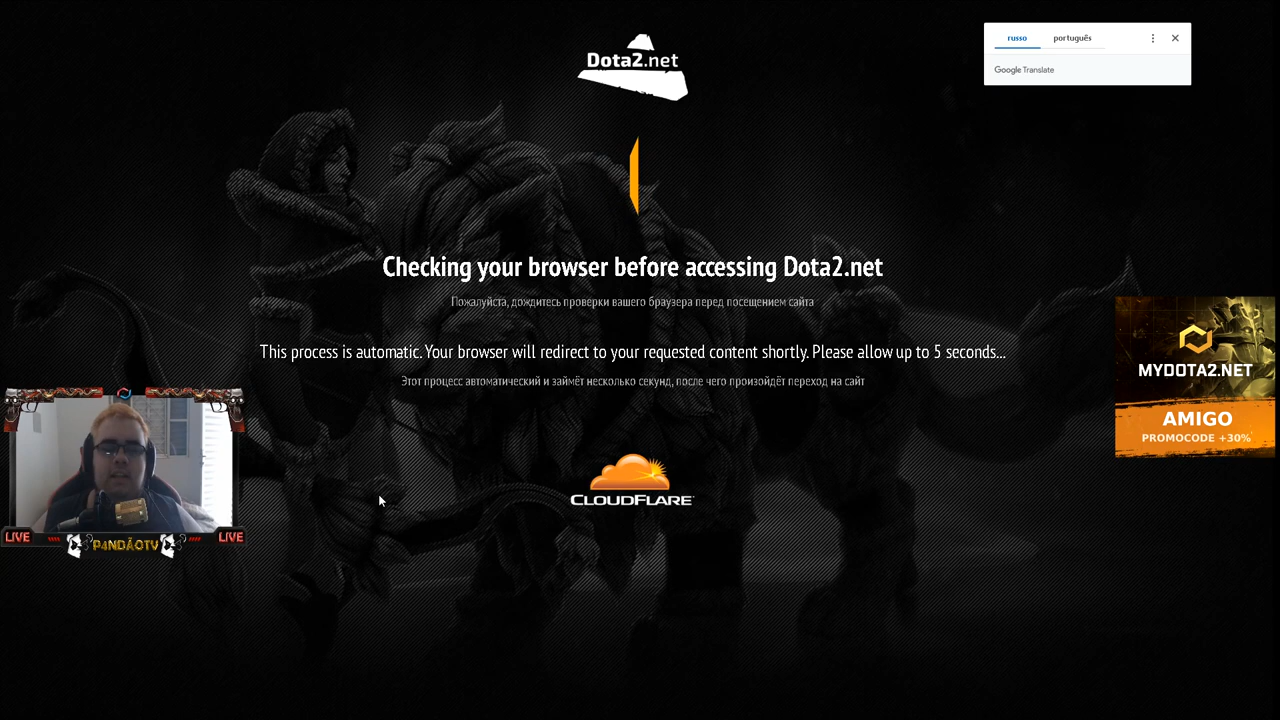 Dota2.net
russo português
Google Translate
Checking your browser before accessing Dota2.net
Пожалуйста, дождитесь проверки вашего браузера перед посещением сайта
This process is automatic. Your browser will redirect to your requested content shortly. Please allow up to 5 seconds...
Этот процесс автоматический и займёт несколько секунд, после чего произойдёт переход на сайт
MYDOTA2.NET
AMIGO
PROMOCODE +30%
CLOUDFLARE
LIVE LIVE
P4NDÃOTV